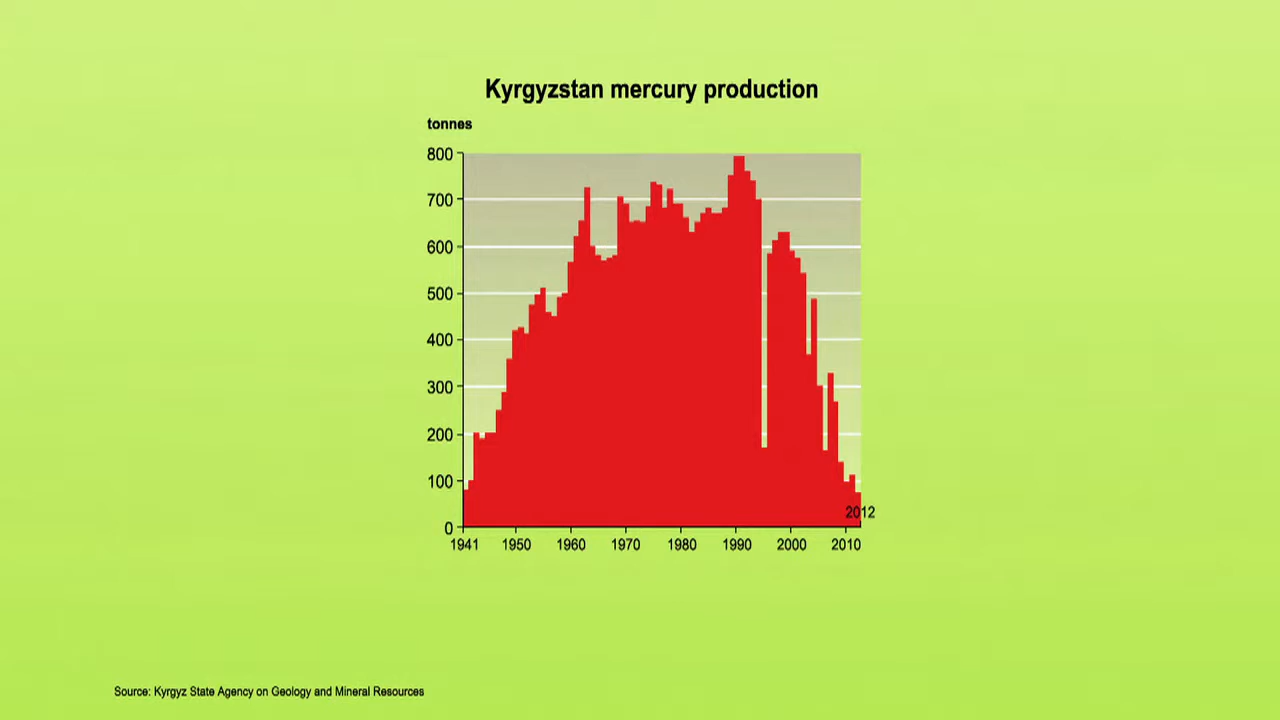 Kyrgyzstan mercury production
tonnes
800
700
600
500
400
300
200
100
0
2012
1941 1950 1960 1970 1980 1990 2000 2010
Source: Kyrgyz State Agency on Geology and Mineral Resources